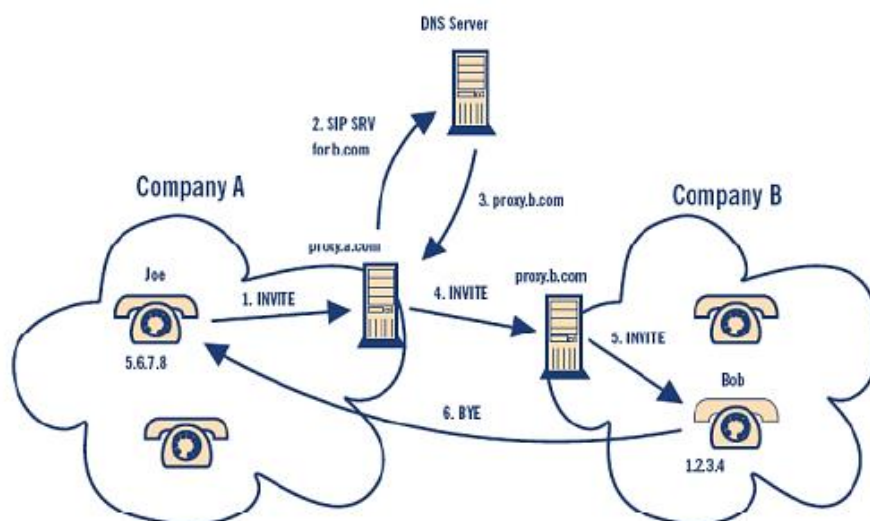 DNS Server
2. SIP SRV
for b.com
Company A
3. proxy.b.com
Company B
proxy.a.com
Joe
proxy.b.com
1. INVITE
4. INVITE
5. INVITE
5.6.7.8
Bob
6. BYE
1.2.3.4